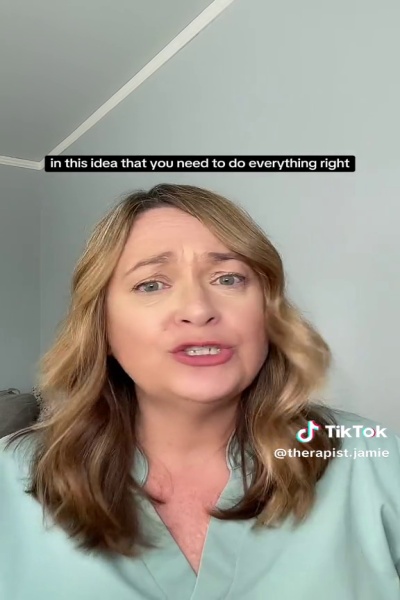 in this idea that you need to do everything right
TikTok
@therapist.jamie